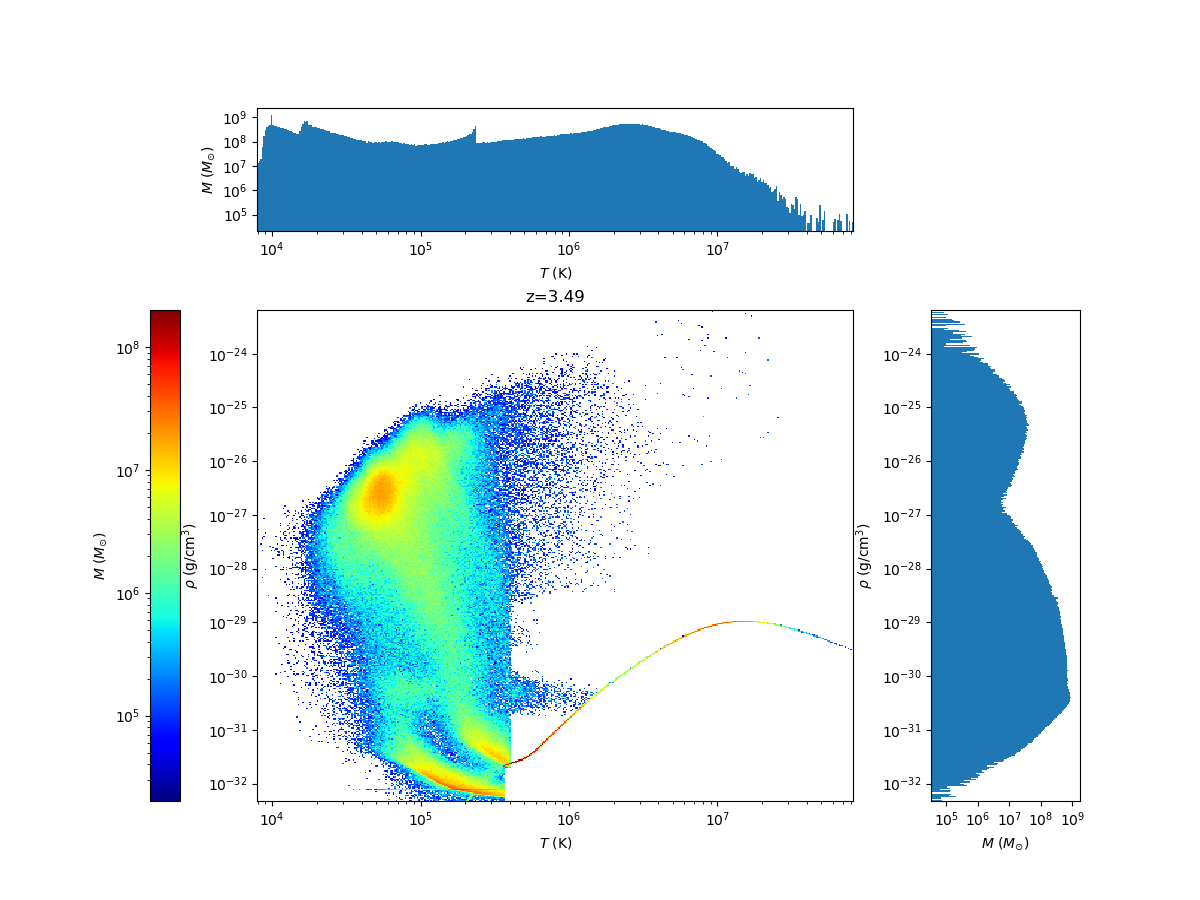 10⁹
10⁸
10⁷
10⁶
10⁵
M (M⊙)
10⁴ 10⁵ 10⁶ 10⁷
T (K)
z=3.49
10⁸
10⁷
10⁶
10⁵
M (M⊙)
10⁻²⁴
10⁻²⁵
10⁻²⁶
10⁻²⁷
10⁻²⁸
10⁻²⁹
10⁻³⁰
10⁻³¹
10⁻³²
ρ (g/cm³)
10⁴ 10⁵ 10⁶ 10⁷
T (K)
10⁻²⁴
10⁻²⁵
10⁻²⁶
10⁻²⁷
10⁻²⁸
10⁻²⁹
10⁻³⁰
10⁻³¹
10⁻³²
ρ (g/cm³)
10⁵ 10⁶ 10⁷ 10⁸ 10⁹
M (M⊙)